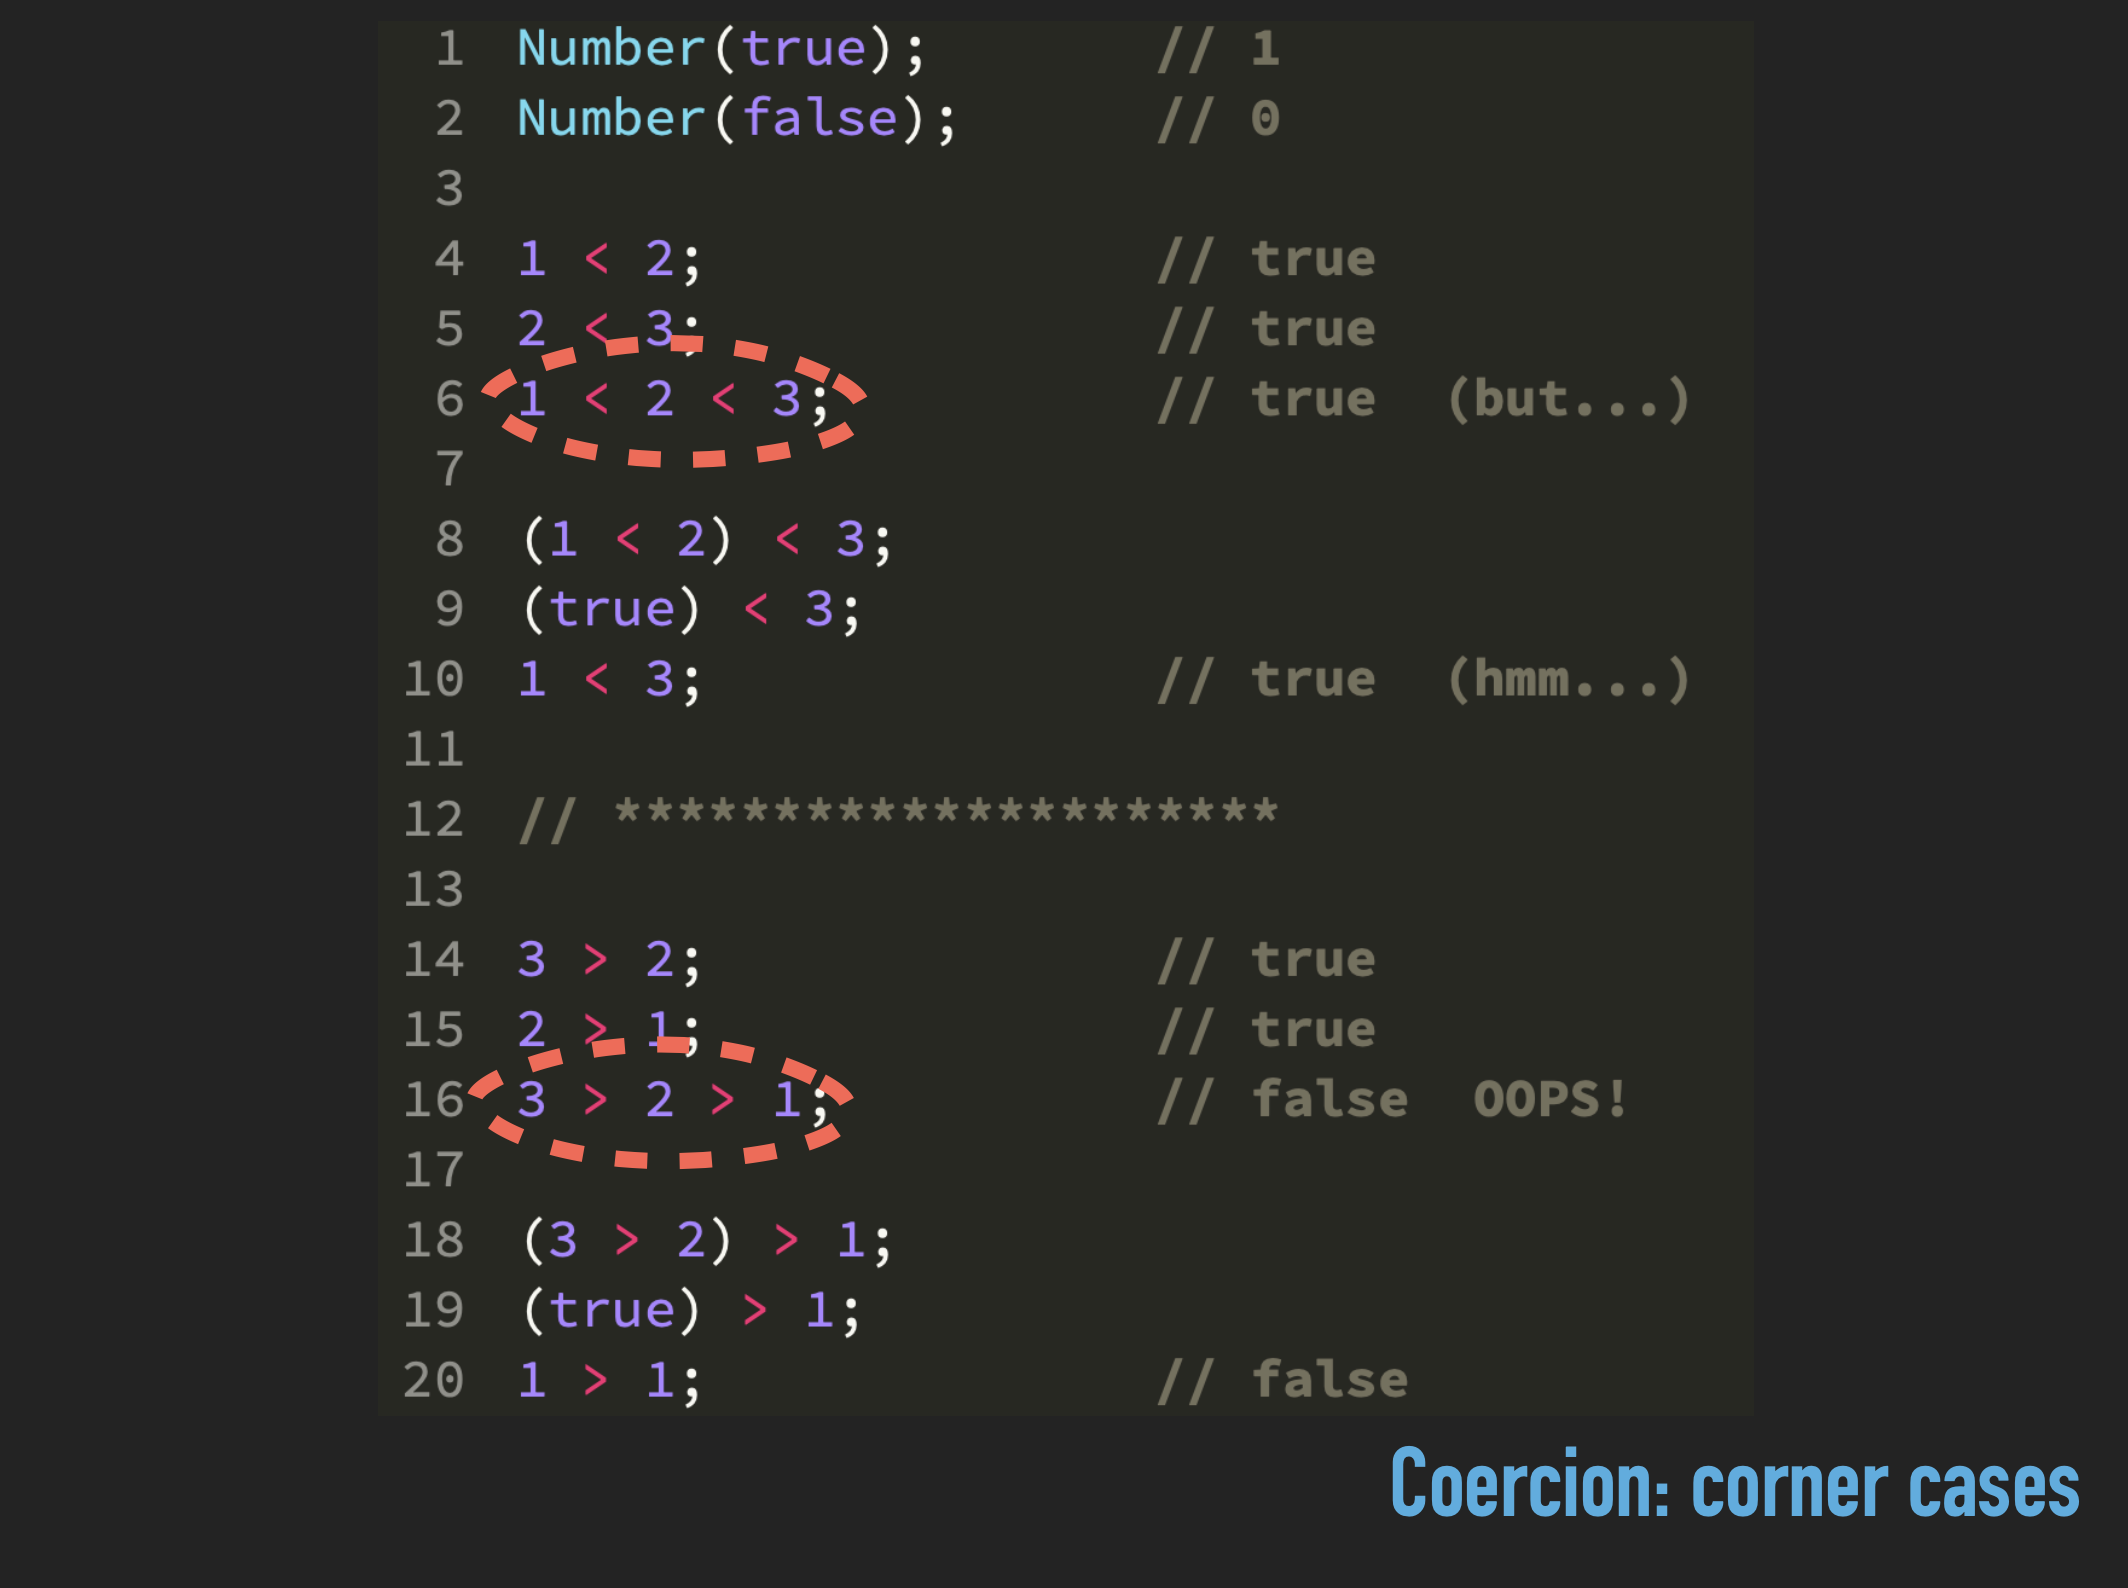 1 Number(true); // 1
2 Number(false); // 0
3
4 1 < 2; // true
5 2 < 3; // true
6 1 < 2 < 3; // true (but...)
7
8 (1 < 2) < 3;
9 (true) < 3;
10 1 < 3; // true (hmm...)
11
12 // *********************
13
14 3 > 2; // true
15 2 > 1; // true
16 3 > 2 > 1; // false OOPS!
17
18 (3 > 2) > 1;
19 (true) > 1;
20 1 > 1; // false
Coercion: corner cases